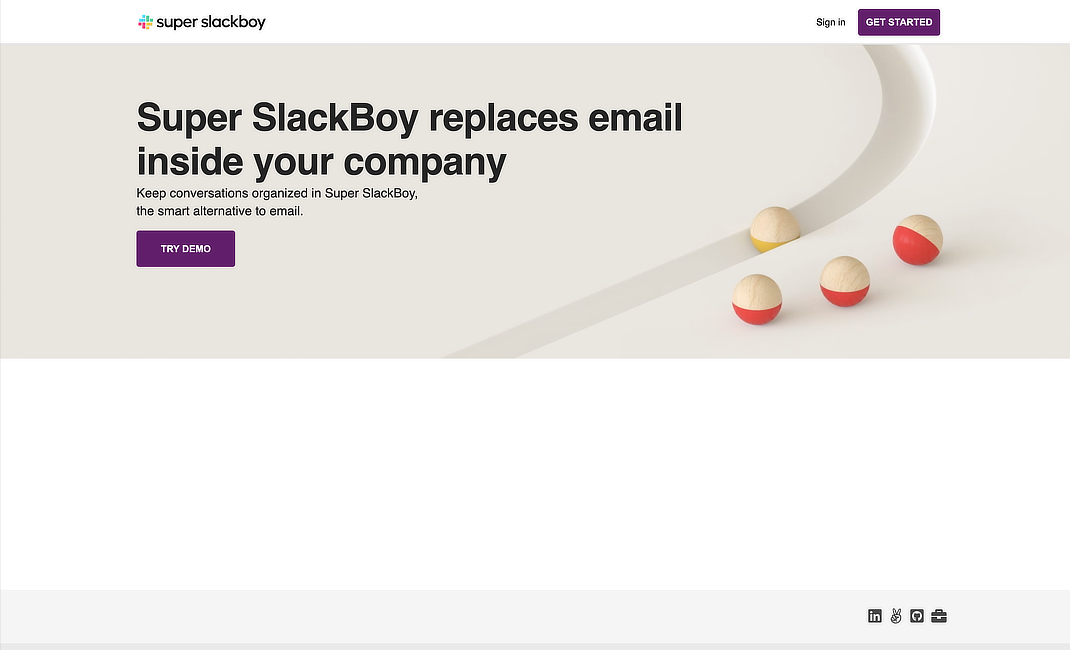 super slackboy
Sign in
GET STARTED
Super SlackBoy replaces email
inside your company
Keep conversations organized in Super SlackBoy,
the smart alternative to email.
TRY DEMO
in